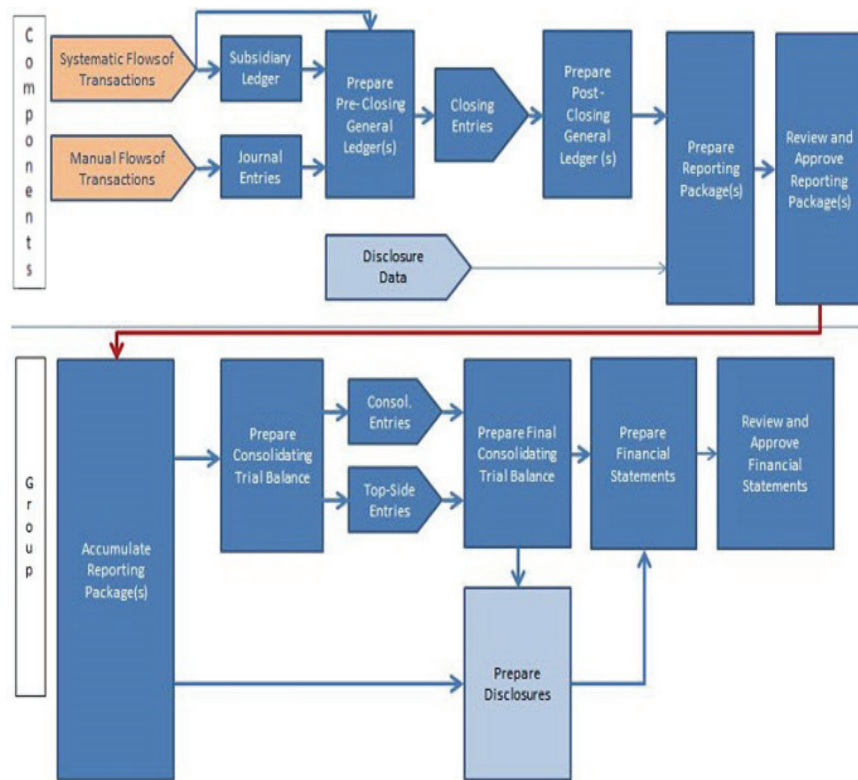 Components
Systematic Flows of
Transactions
Subsidiary
Ledger
Prepare
Pre-Closing
General
Ledger(s)
Closing
Entries
Prepare
Post-
Closing
General
Ledger (s)
Prepare
Reporting
Package(s)
Review and
Approve
Reporting
Package(s)
Manual Flows of
Transactions
Journal
Entries
Disclosure
Data
Group
Accumulate
Reporting
Package(s)
Prepare
Consolidating
Trial Balance
Consol.
Entries
Top-Side
Entries
Prepare Final
Consolidating
Trial Balance
Prepare
Financial
Statements
Review and
Approve
Financial
Statements
Prepare
Disclosures